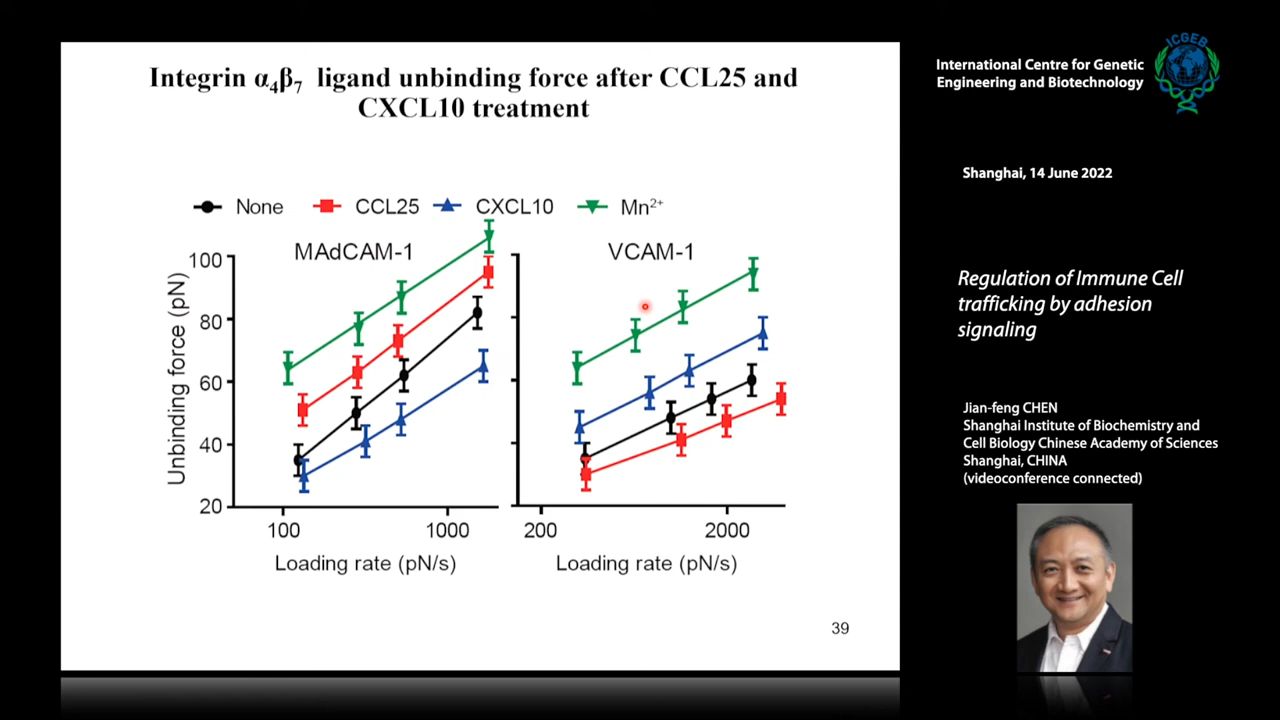 Integrin α₄β₇ ligand unbinding force after CCL25 and
CXCL10 treatment
None
CCL25
CXCL10
Mn²⁺
MAdCAM-1
VCAM-1
Unbinding force (pN)
100
80
60
40
20
100
1000
200
2000
Loading rate (pN/s)
Loading rate (pN/s)
39
International Centre for Genetic
Engineering and Biotechnology
ICGEB
Shanghai, 14 June 2022
Regulation of Immune Cell
trafficking by adhesion
signaling
Jian-feng CHEN
Shanghai Institute of Biochemistry and
Cell Biology Chinese Academy of Sciences
Shanghai, CHINA
(videoconference connected)